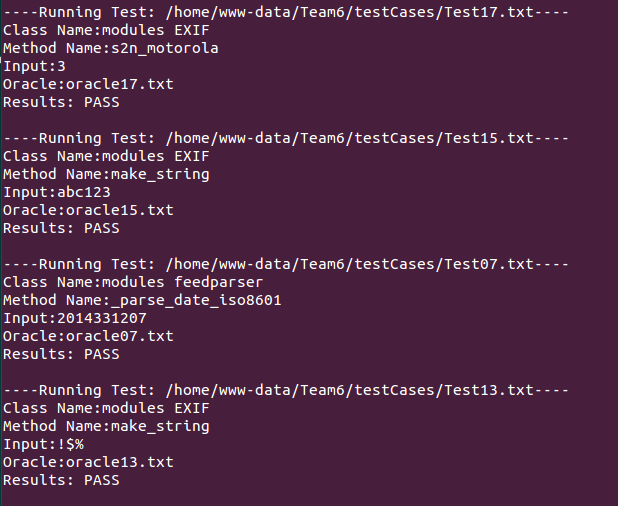 ----Running Test: /home/www-data/Team6/testCases/Test17.txt----
Class Name:modules EXIF
Method Name:s2n_motorola
Input:3
Oracle:oracle17.txt
Results: PASS
----Running Test: /home/www-data/Team6/testCases/Test15.txt----
Class Name:modules EXIF
Method Name:make_string
Input:abc123
Oracle:oracle15.txt
Results: PASS
----Running Test: /home/www-data/Team6/testCases/Test07.txt----
Class Name:modules feedparser
Method Name:_parse_date_iso8601
Input:2014331207
Oracle:oracle07.txt
Results: PASS
----Running Test: /home/www-data/Team6/testCases/Test13.txt----
Class Name:modules EXIF
Method Name:make_string
Input:!$%
Oracle:oracle13.txt
Results: PASS